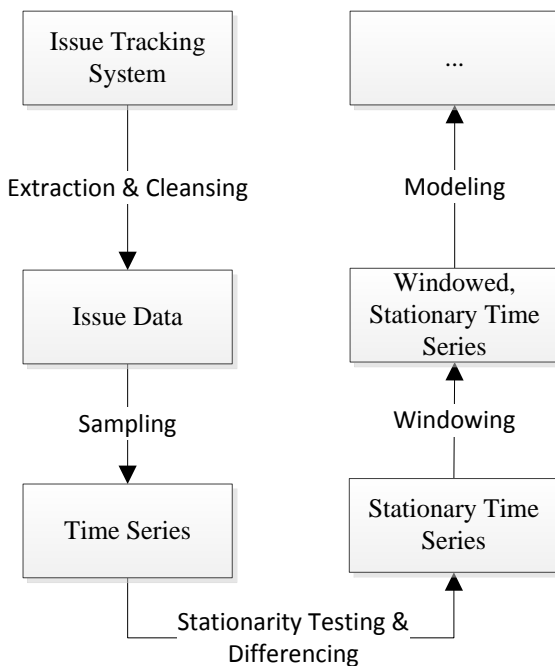 Issue Tracking
System
Extraction & Cleansing
Issue Data
Sampling
Time Series
Stationarity Testing &
Differencing
Stationary Time
Series
Windowing
Windowed,
Stationary Time
Series
Modeling
...